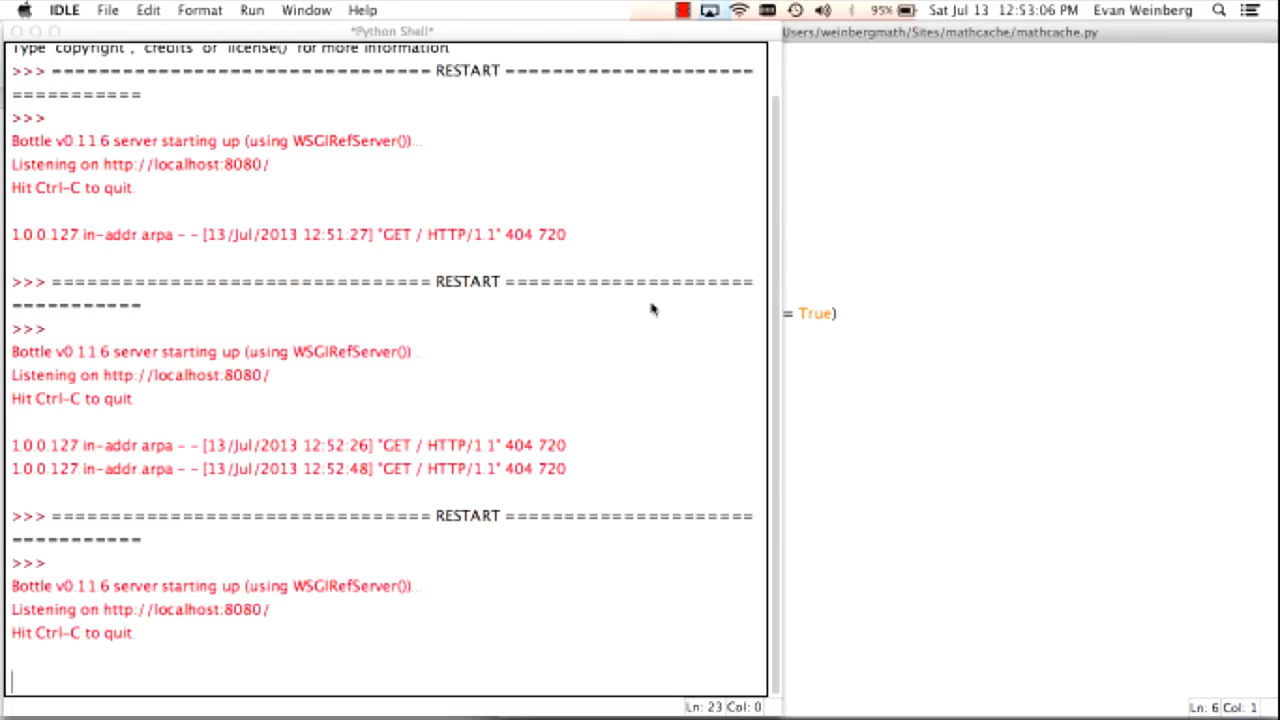 IDLE File Edit Format Run Window Help 95% Sat Jul 13 12:53:06 PM Evan Weinberg
*Python Shell*
Users/weinbergmath/Sites/mathcache/mathcache.py
Type copyright , credits or license() for more information.
>>> ================================ RESTART =====================
===========
>>>
Bottle v0.11.6 server starting up (using WSGIRefServer())...
Listening on http://localhost:8080/
Hit Ctrl-C to quit.
1.0.0.127.in-addr.arpa - - [13/Jul/2013 12:51:27] "GET / HTTP/1.1" 404 720
>>> ================================ RESTART =====================
===========
= True)
>>>
Bottle v0.11.6 server starting up (using WSGIRefServer())...
Listening on http://localhost:8080/
Hit Ctrl-C to quit.
1.0.0.127.in-addr.arpa - - [13/Jul/2013 12:52:26] "GET / HTTP/1.1" 404 720
1.0.0.127.in-addr.arpa - - [13/Jul/2013 12:52:48] "GET / HTTP/1.1" 404 720
>>> ================================ RESTART =====================
===========
>>>
Bottle v0.11.6 server starting up (using WSGIRefServer())...
Listening on http://localhost:8080/
Hit Ctrl-C to quit.
Ln: 23 Col: 0
Ln: 6 Col: 1